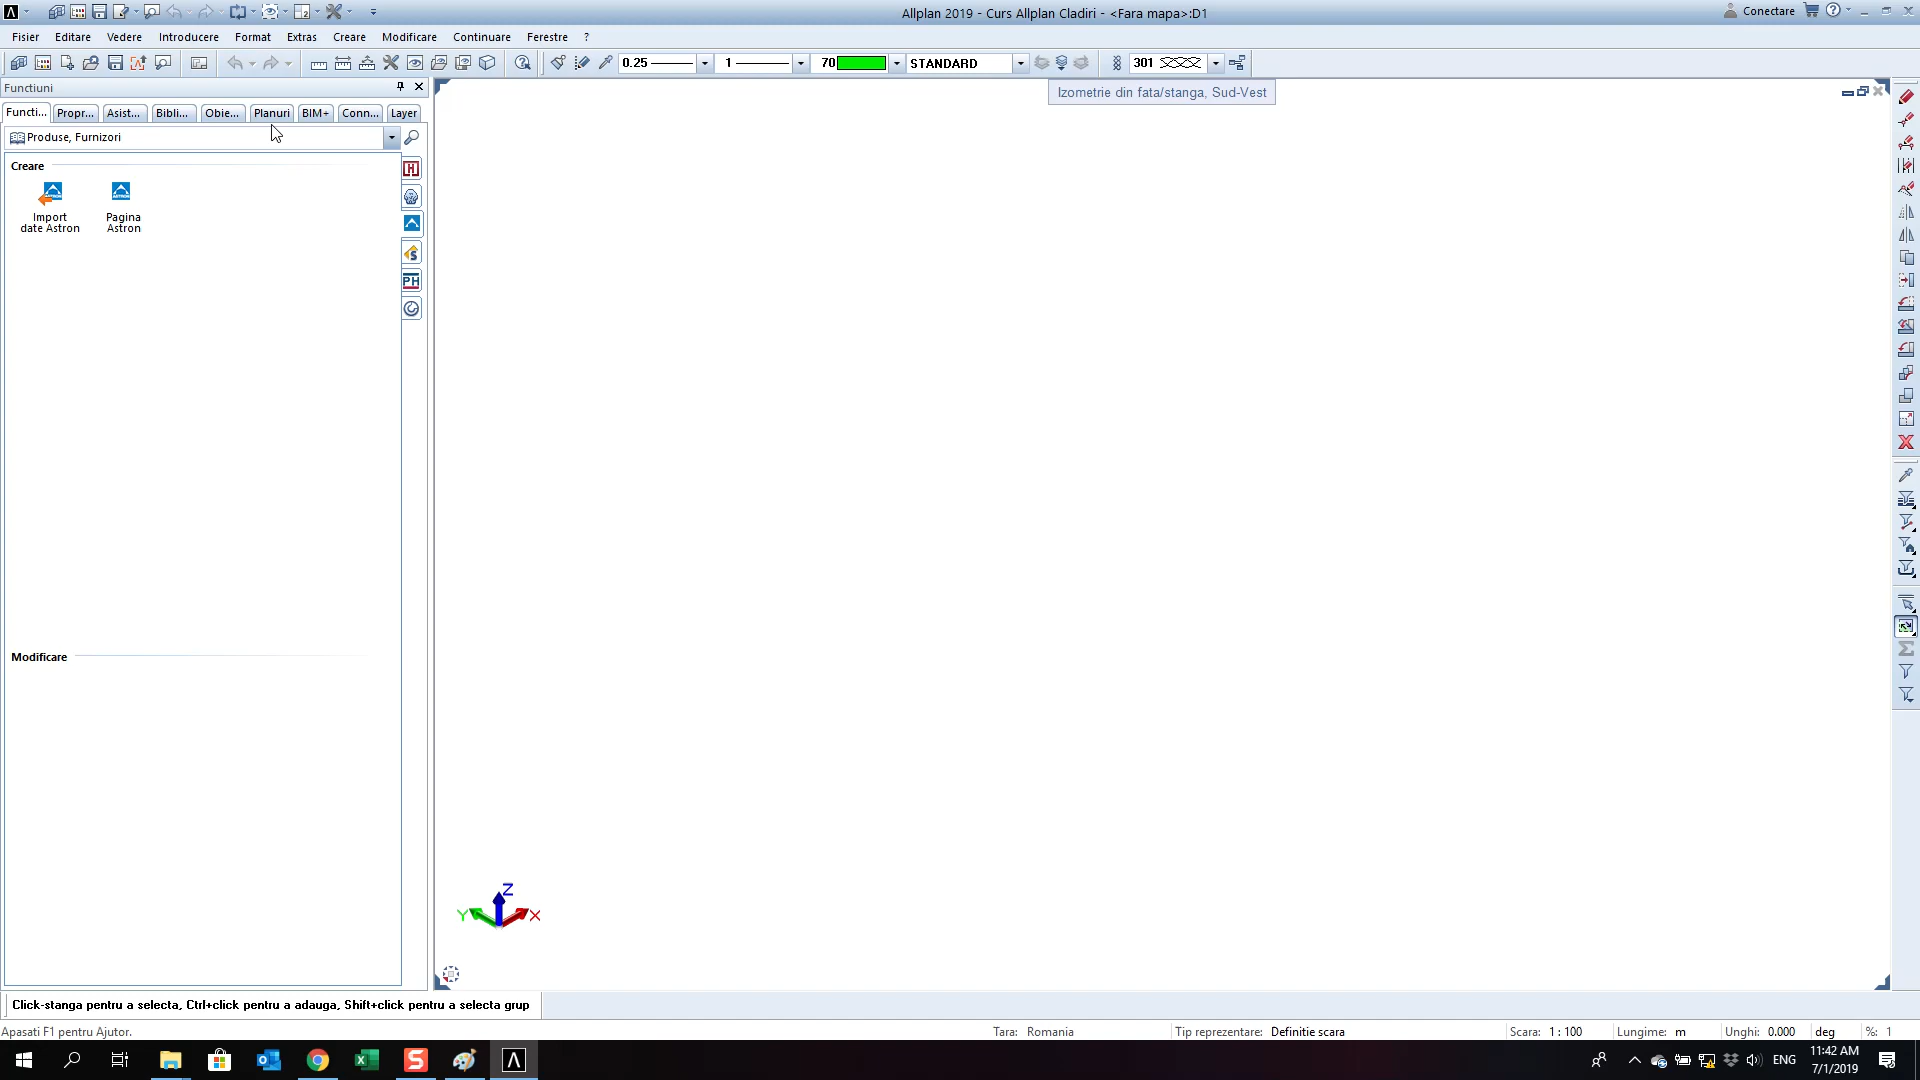 Allplan 2019 - Curs Allplan Cladiri - <Fara mapa>:D1
Conectare
Fisier Editare Vedere Introducere Format Extras Creare Modificare Continuare Ferestre ?
0.25 1 70 STANDARD 301
Functiuni
Functi... Propr... Asist... Bibli... Obie... Planuri BIM+ Conn... Layer
Izometrie din fata/stanga, Sud-Vest
Produse, Furnizori
Creare
Import date Astron
Pagina Astron
PH
Modificare
Z
Y X
Click-stanga pentru a selecta, Ctrl+click pentru a adauga, Shift+click pentru a selecta grup
Apasati F1 pentru Ajutor.
Tara: Romania
Tip reprezentare: Definitie scara
Scara: 1 : 100
Lungime: m
Unghi: 0.000 deg
%: 1
ENG
11:42 AM
7/1/2019